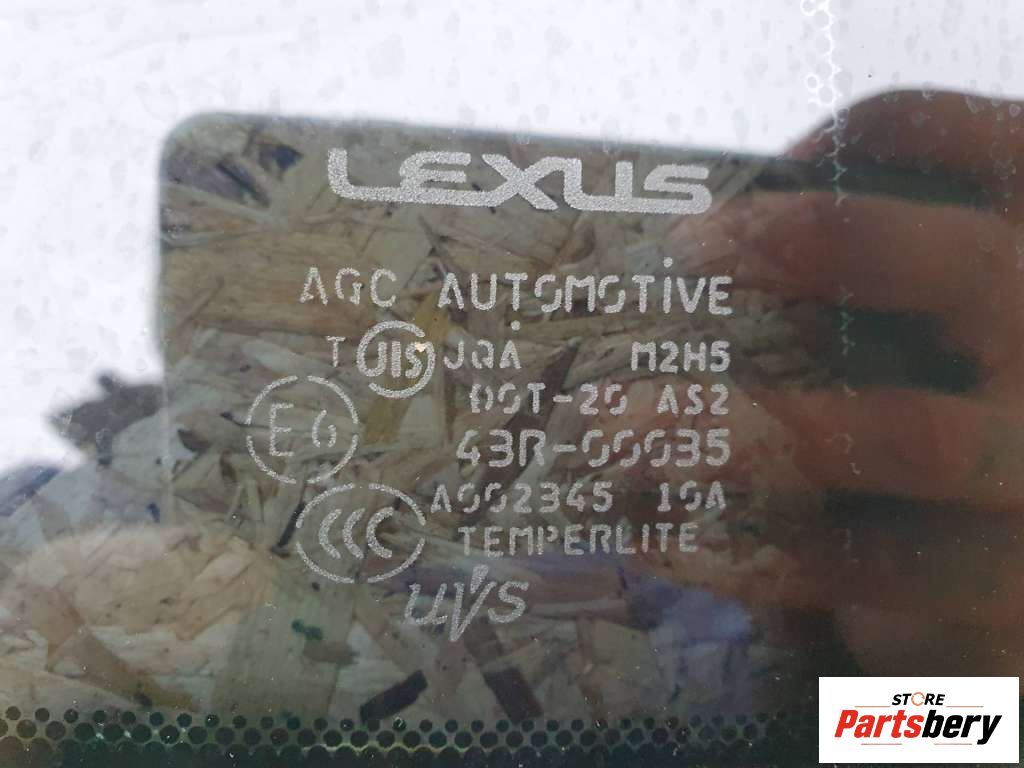 LEXUS
AGC AUTOMOTIVE
T JIS JQA M2H5
DOT-20 AS2
E6 43R-00035
CCC A002345 10A
TEMPERLITE
UVS
STORE
Partsbery